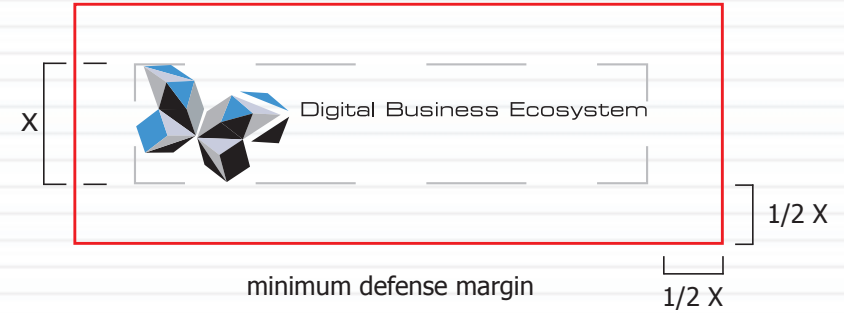 Digital Business Ecosystem
X
1/2 X
minimum defense margin
1/2 X